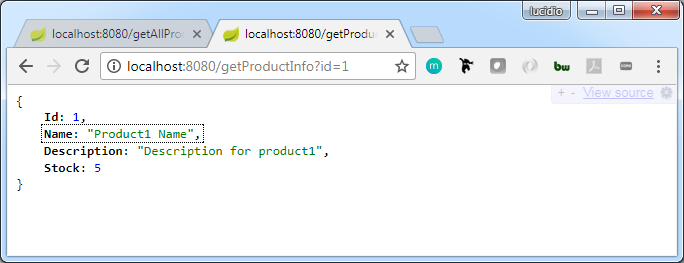 lucidio
localhost:8080/getAllPro
localhost:8080/getProdu
localhost:8080/getProductInfo?id=1
m
bw
+ - View source
{
Id: 1,
Name: "Product1 Name",
Description: "Description for product1",
Stock: 5
}